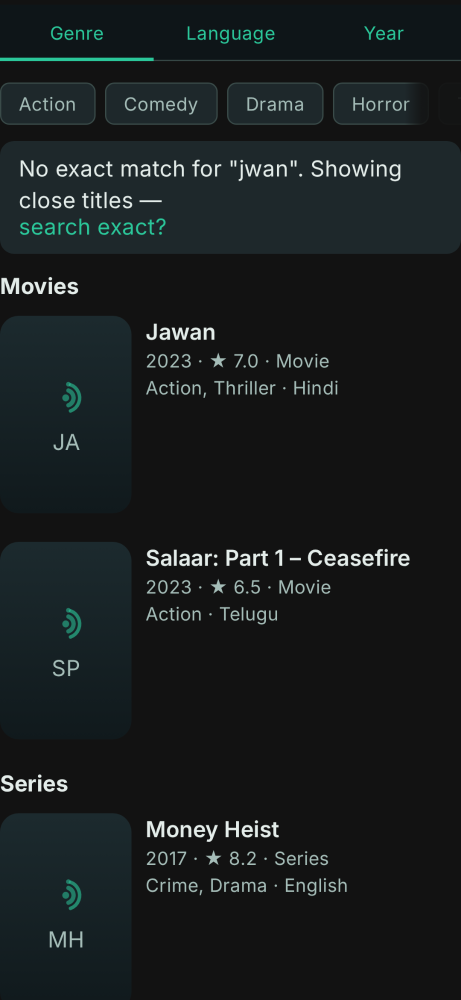 Genre Language Year
Action Comedy Drama Horror
No exact match for "jwan". Showing
close titles —
search exact?
Movies
JA
Jawan
2023 · ★ 7.0 · Movie
Action, Thriller · Hindi
SP
Salaar: Part 1 – Ceasefire
2023 · ★ 6.5 · Movie
Action · Telugu
Series
MH
Money Heist
2017 · ★ 8.2 · Series
Crime, Drama · English